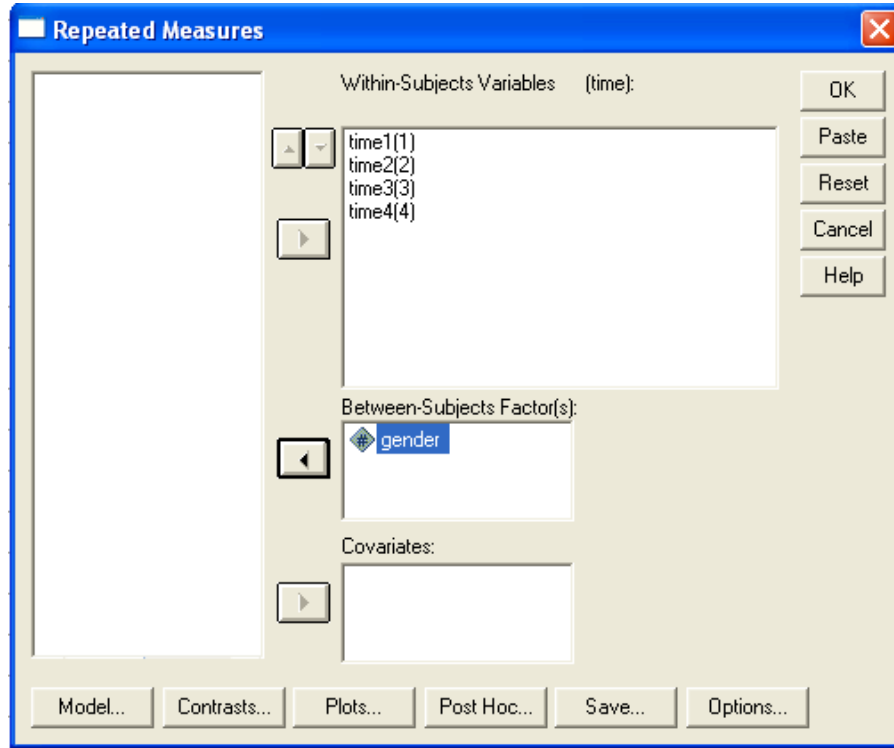 Repeated Measures
Within-Subjects Variables (time):
time1(1)
time2(2)
time3(3)
time4(4)
OK
Paste
Reset
Cancel
Help
Between-Subjects Factor(s):
# gender
Covariates:
Model... Contrasts... Plots... Post Hoc... Save... Options...